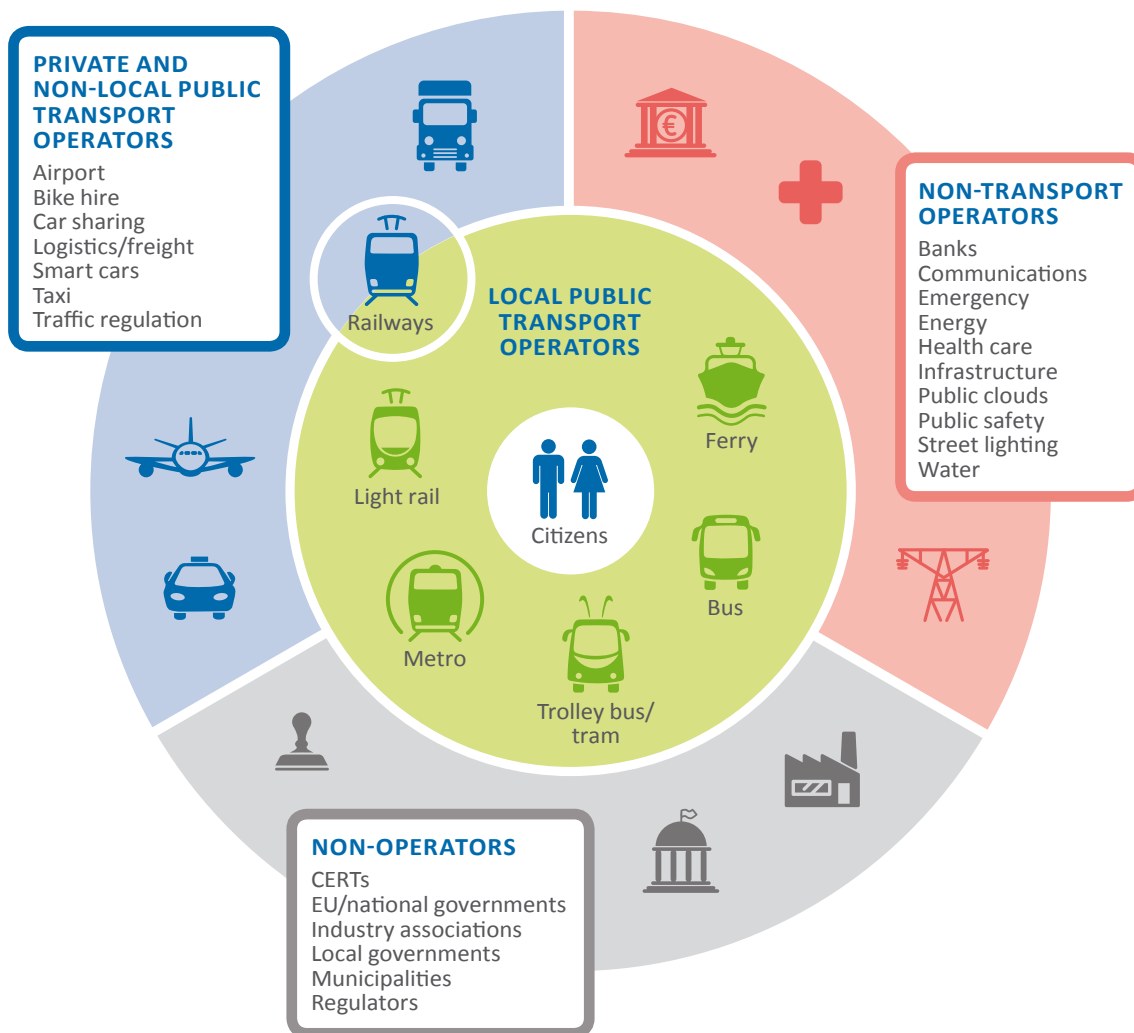 PRIVATE AND
NON-LOCAL PUBLIC
TRANSPORT
OPERATORS
Airport
Bike hire
Car sharing
Logistics/freight
Smart cars
Taxi
Traffic regulation
€
NON-TRANSPORT
OPERATORS
Banks
Communications
Emergency
Energy
Health care
Infrastructure
Public clouds
Public safety
Street lighting
Water
Railways
LOCAL PUBLIC
TRANSPORT
OPERATORS
Ferry
Light rail
Citizens
Bus
Metro
Trolley bus/
tram
NON-OPERATORS
CERTs
EU/national governments
Industry associations
Local governments
Municipalities
Regulators